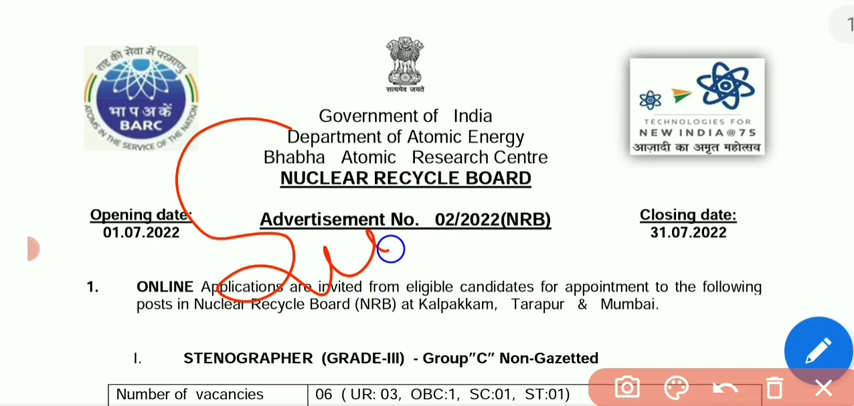 1
राष्ट्र की सेवा में परमाणु
भा प अ कें
BARC
ATOMS IN THE SERVICE OF THE NATION
सत्यमेव जयते
Government of India
Department of Atomic Energy
Bhabha Atomic Research Centre
NUCLEAR RECYCLE BOARD
TECHNOLOGIES FOR
NEW INDIA@75
आज़ादी का अमृत महोत्सव
Opening date:
01.07.2022
Advertisement No. 02/2022(NRB)
Closing date:
31.07.2022
1. ONLINE Applications are invited from eligible candidates for appointment to the following
posts in Nuclear Recycle Board (NRB) at Kalpakkam, Tarapur & Mumbai.
I. STENOGRAPHER (GRADE-III) - Group"C" Non-Gazetted
Number of vacancies 06 ( UR: 03, OBC:1, SC:01, ST:01)